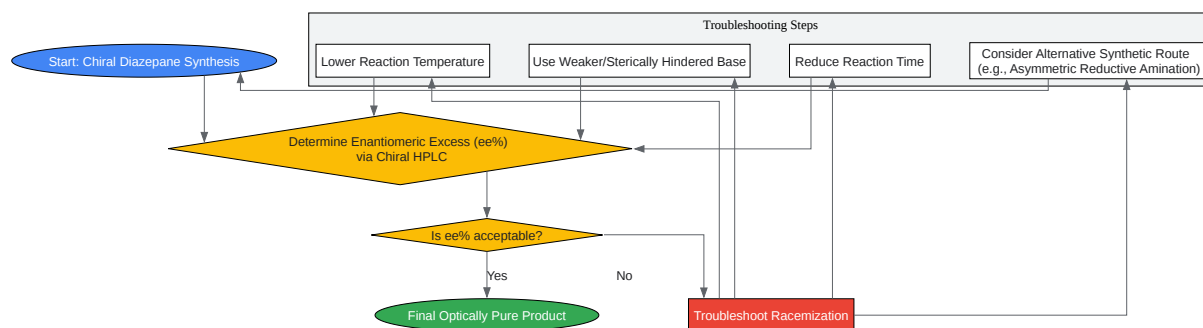 Troubleshooting Steps
Start: Chiral Diazepane Synthesis
Lower Reaction Temperature
Use Weaker/Sterically Hindered Base
Reduce Reaction Time
Consider Alternative Synthetic Route
(e.g., Asymmetric Reductive Amination)
Determine Enantiomeric Excess (ee%)
via Chiral HPLC
Is ee% acceptable?
Yes
No
Final Optically Pure Product
Troubleshoot Racemization